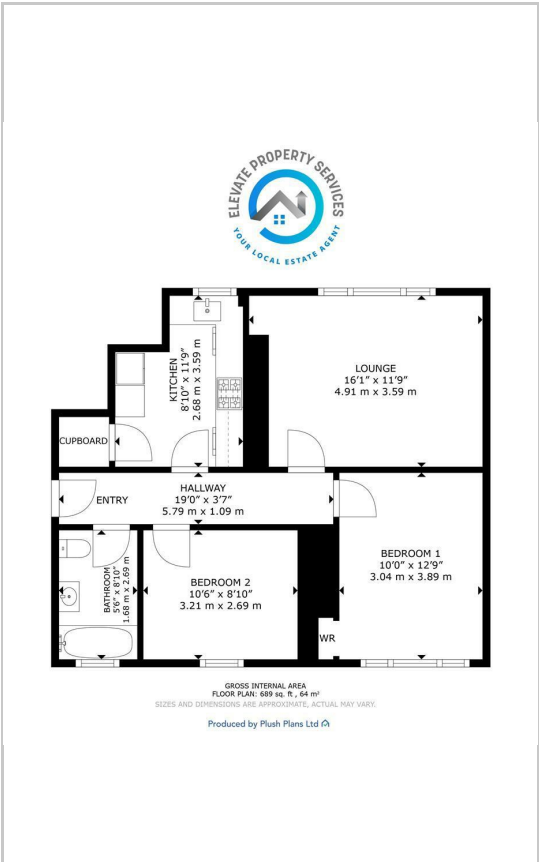 ELEVATE PROPERTY SERVICES
YOUR LOCAL ESTATE AGENT
KITCHEN
8'10" x 11'9"
2.68 m x 3.59 m
LOUNGE
16'1" x 11'9"
4.91 m x 3.59 m
CUPBOARD
HALLWAY
19'0" x 3'7"
5.79 m x 1.09 m
ENTRY
BATHROOM
5'6" x 8'10"
1.68 m x 2.69 m
BEDROOM 2
10'6" x 8'10"
3.21 m x 2.69 m
BEDROOM 1
10'0" x 12'9"
3.04 m x 3.89 m
WR
GROSS INTERNAL AREA
FLOOR PLAN: 689 sq. ft , 64 m²
SIZES AND DIMENSIONS ARE APPROXIMATE, ACTUAL MAY VARY.
Produced by Plush Plans Ltd